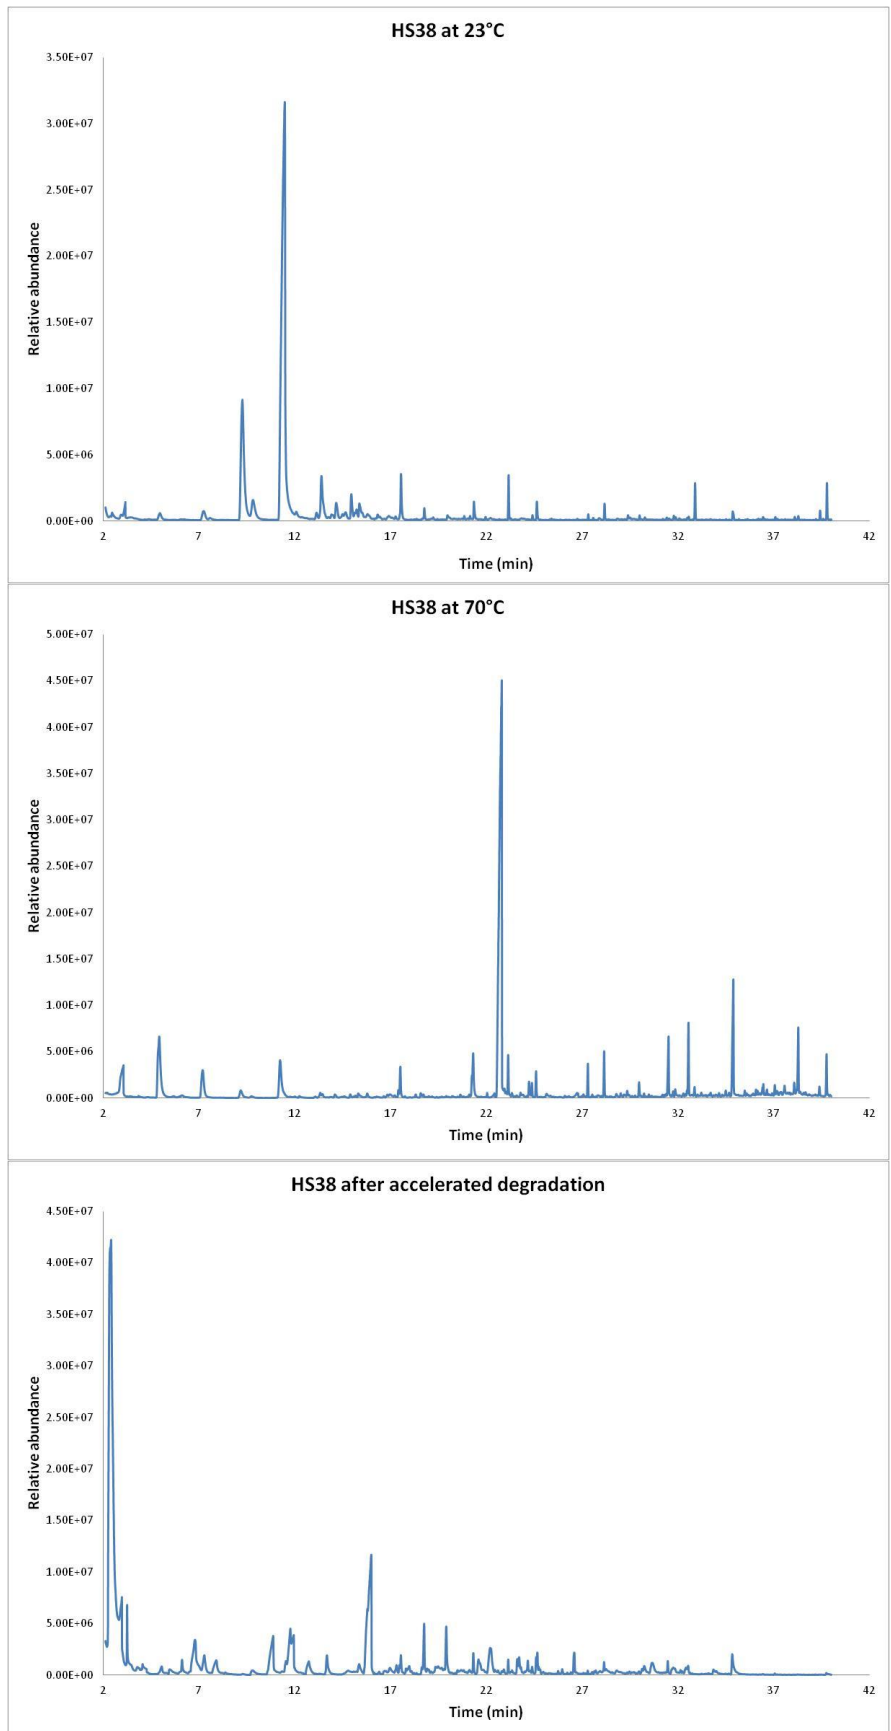 HS38 at 23°C
3.50E+07
3.00E+07
2.50E+07
2.00E+07
1.50E+07
1.00E+07
5.00E+06
0.00E+00
Relative abundance
2 7 12 17 22 27 32 37 42
Time (min)
HS38 at 70°C
5.00E+07
4.50E+07
4.00E+07
3.50E+07
3.00E+07
2.50E+07
2.00E+07
1.50E+07
1.00E+07
5.00E+06
0.00E+00
Relative abundance
2 7 12 17 22 27 32 37 42
Time (min)
HS38 after accelerated degradation
4.50E+07
4.00E+07
3.50E+07
3.00E+07
2.50E+07
2.00E+07
1.50E+07
1.00E+07
5.00E+06
0.00E+00
Relative abundance
2 7 12 17 22 27 32 37 42
Time (min)